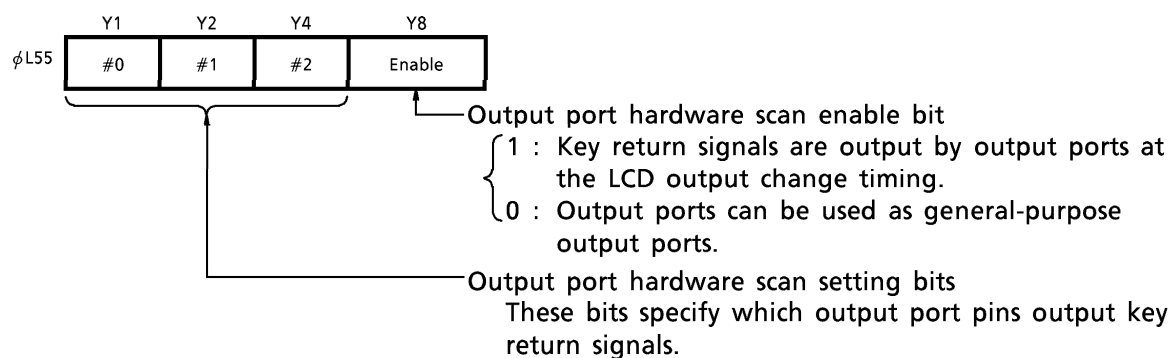 Y1 Y2 Y4 Y8
ϕL55 #0 #1 #2 Enable
Output port hardware scan enable bit
1 : Key return signals are output by output ports at
the LCD output change timing.
0 : Output ports can be used as general-purpose
output ports.
Output port hardware scan setting bits
These bits specify which output port pins output key
return signals.